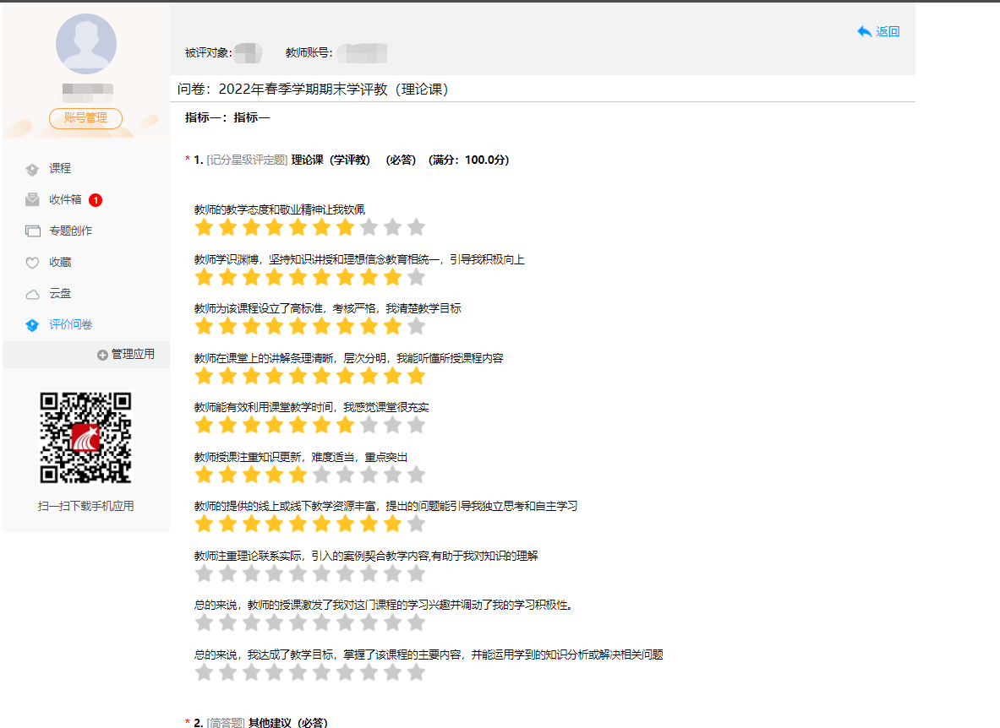 返回
被评对象: 教师账号:
问卷：2022年春季学期期末学评教（理论课）
指标一：指标一
账号管理
课程
收件箱 1
专题创作
收藏
云盘
评价问卷
管理应用
扫一扫下载手机应用
* 1. [记分星级评定题] 理论课（学评教） （必答）（满分：100.0分）
教师的教学态度和敬业精神让我钦佩
教师学识渊博，坚持知识讲授和理想信念教育相统一，引导我积极向上
教师为该课程设立了高标准，考核严格，我清楚教学目标
教师在课堂上的讲解条理清晰，层次分明，我能听懂所授课程内容
教师能有效利用课堂教学时间，我感觉课堂很充实
教师授课注重知识更新，难度适当，重点突出
教师的提供的线上或线下教学资源丰富，提出的问题能引导我独立思考和自主学习
教师注重理论联系实际，引入的案例契合教学内容,有助于我对知识的理解
总的来说，教师的授课激发了我对这门课程的学习兴趣并调动了我的学习积极性。
总的来说，我达成了教学目标，掌握了该课程的主要内容，并能运用学到的知识分析或解决相关问题
* 2. [简答题] 其他建议（必答）